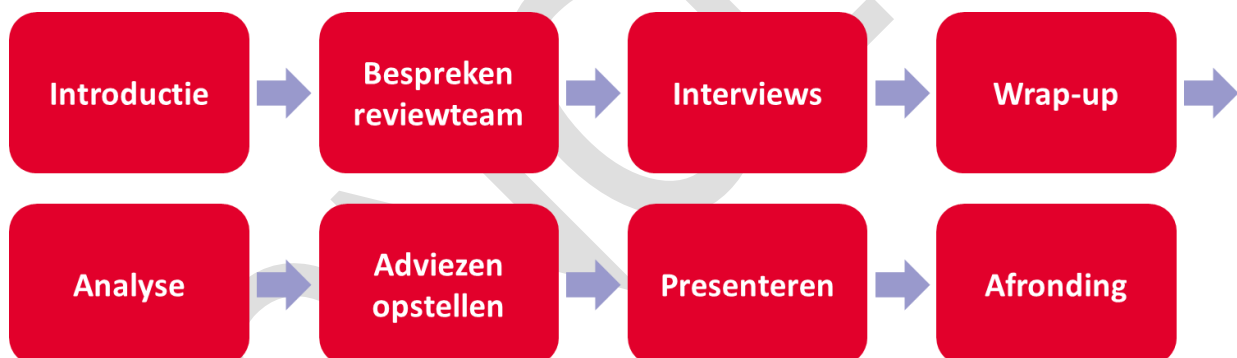 Introductie
Bespreken
reviewteam
Interviews
Wrap-up
Analyse
Adviezen
opstellen
Presenteren
Afronding